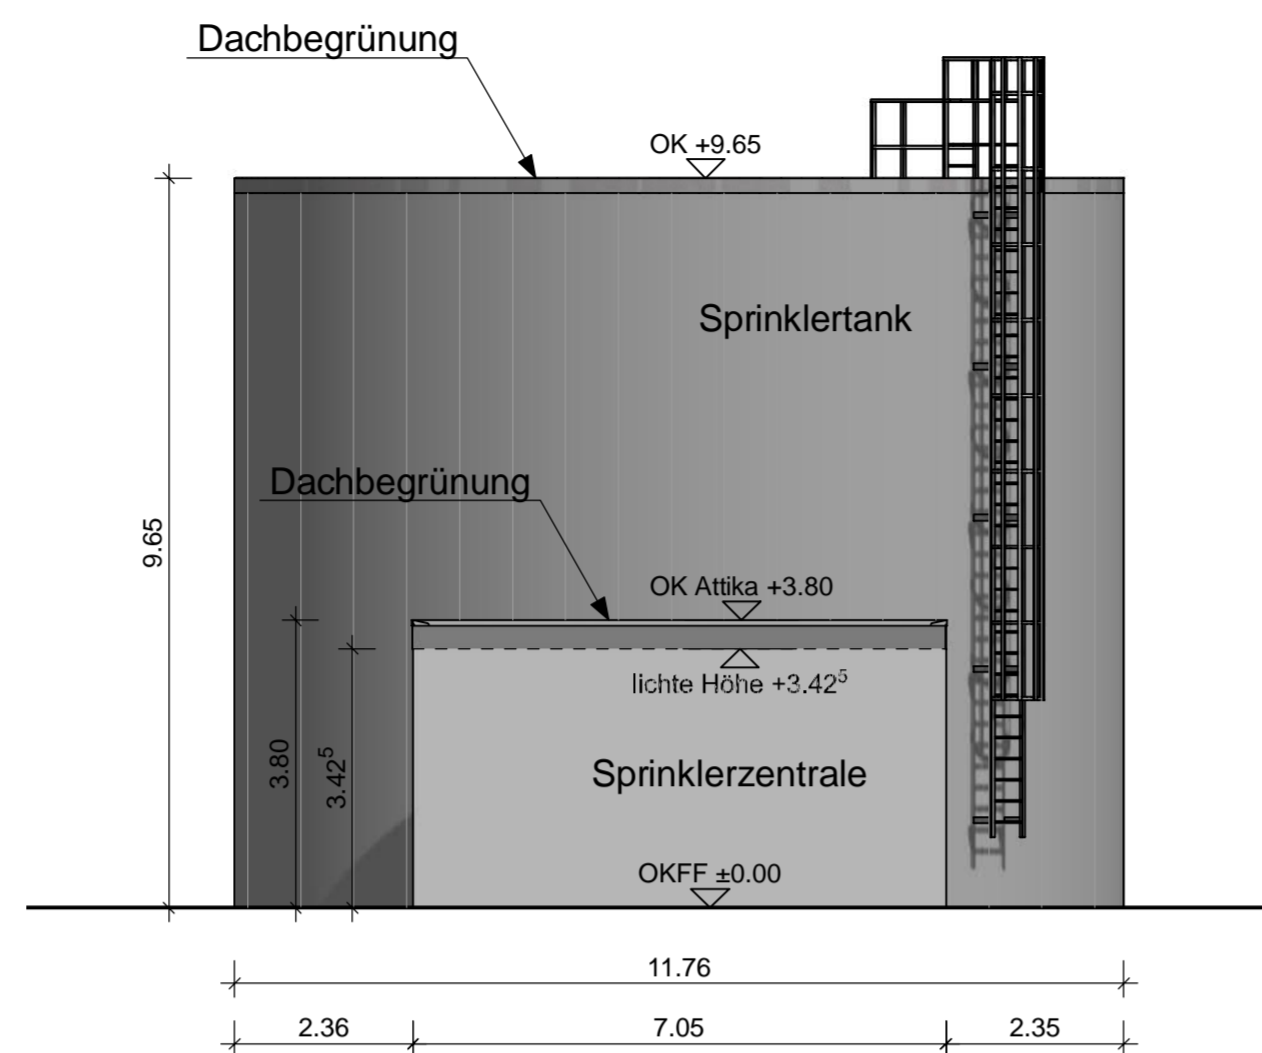 Dachbegrünung
OK +9.65
Sprinklertank
Dachbegrünung
9.65
OK Attika +3.80
lichte Höhe +3.42⁵
3.80
3.42⁵
Sprinklerzentrale
OKFF ±0.00
11.76
2.36 7.05 2.35